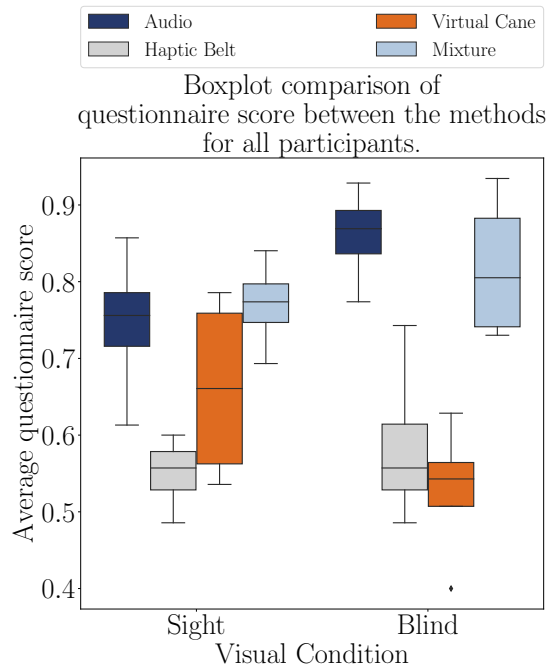 Audio
Haptic Belt
Virtual Cane
Mixture
Boxplot comparison of
questionnaire score between the methods
for all participants.
Average questionnaire score
0.9
0.8
0.7
0.6
0.5
0.4
Sight
Blind
Visual Condition